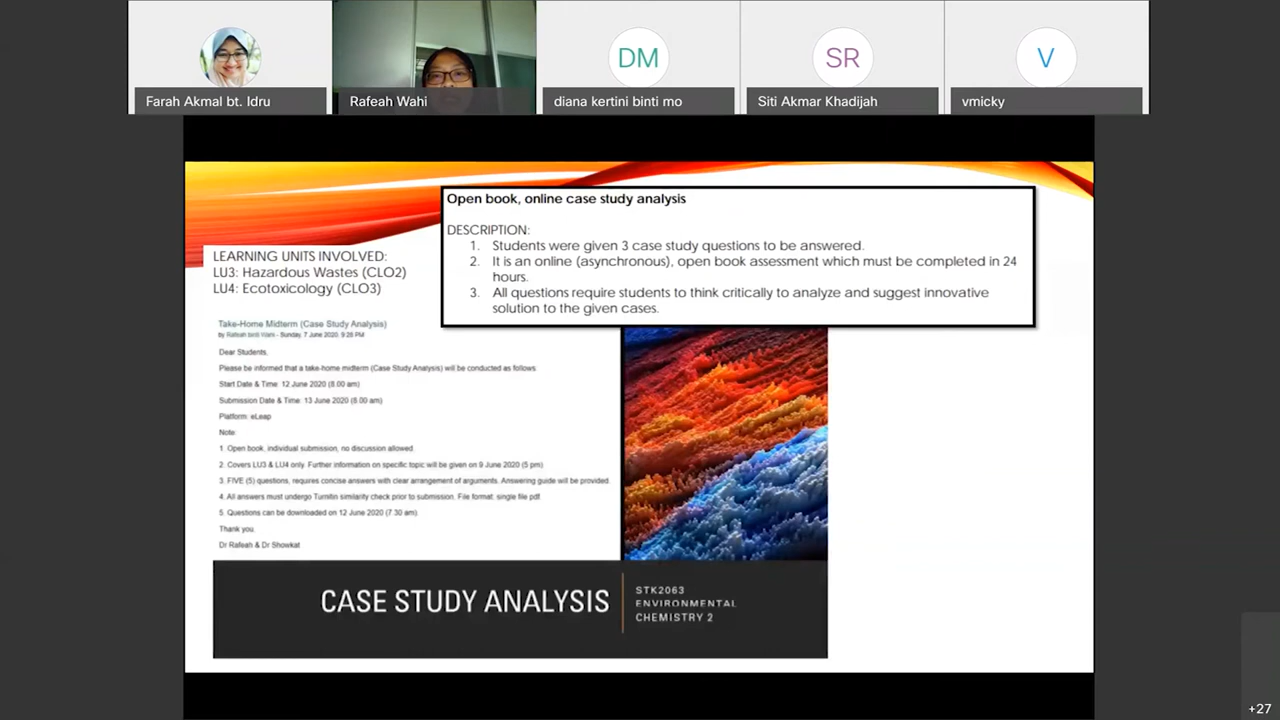 DM
SR
V
Farah Akmal bt. Idru
Rafeah Wahi
diana kertini binti mo
Siti Akmar Khadijah
vmicky
Open book, online case study analysis
DESCRIPTION:
1. Students were given 3 case study questions to be answered.
2. It is an online (asynchronous), open book assessment which must be completed in 24
hours.
3. All questions require students to think critically to analyze and suggest innovative
solution to the given cases.
LEARNING UNITS INVOLVED:
LU3: Hazardous Wastes (CLO2)
LU4: Ecotoxicology (CLO3)
Take-Home Midterm (Case Study Analysis)
by Rafeah binti Wahi - Sunday, 7 June 2020, 9:26 PM
Dear Students,
Please be informed that a take-home midterm (Case Study Analysis) will be conducted as follows
Start Date & Time: 12 June 2020 (8.00 am)
Submission Date & Time: 13 June 2020 (8.00 am)
Platform: eLeap
Note:
1. Open book, individual submission, no discussion allowed.
2. Covers LU3 & LU4 only. Further information on specific topic will be given on 9 June 2020 (5 pm)
3. FIVE (5) questions, requires concise answers with clear arrangement of arguments. Answering guide will be provided.
4. All answers must undergo Turnitin similarity check prior to submission. File format: single file pdf
5. Questions can be downloaded on 12 June 2020 (7.30 am)
Thank you.
Dr Rafeah & Dr Showkat
CASE STUDY ANALYSIS
STK2063
ENVIRONMENTAL
CHEMISTRY 2
+27